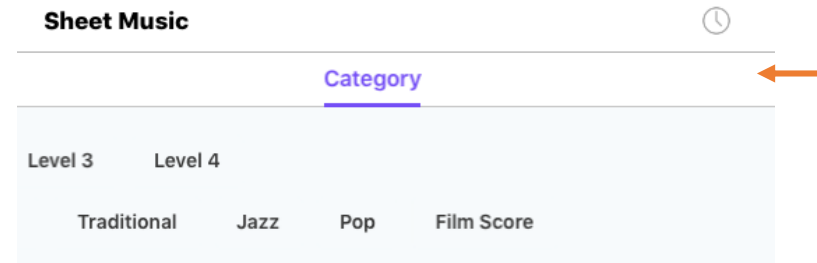 Sheet Music
Category
Level 3 Level 4
Traditional Jazz Pop Film Score